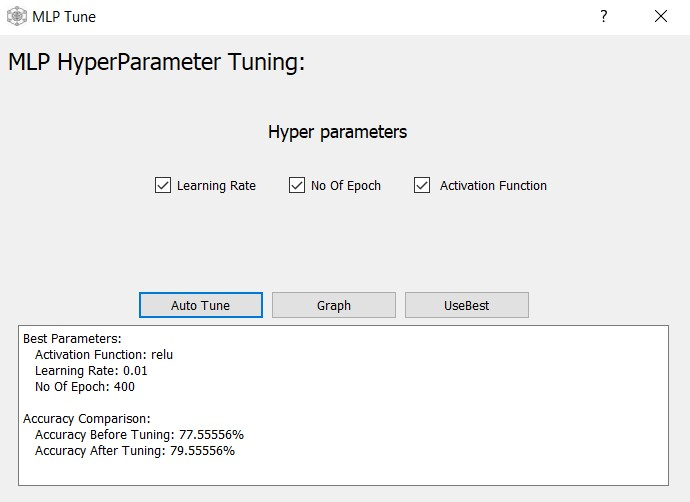 MLP Tune
?
MLP HyperParameter Tuning:
Hyper parameters
Learning Rate No Of Epoch Activation Function
Auto Tune Graph UseBest
Best Parameters:
Activation Function: relu
Learning Rate: 0.01
No Of Epoch: 400
Accuracy Comparison:
Accuracy Before Tuning: 77.55556%
Accuracy After Tuning: 79.55556%